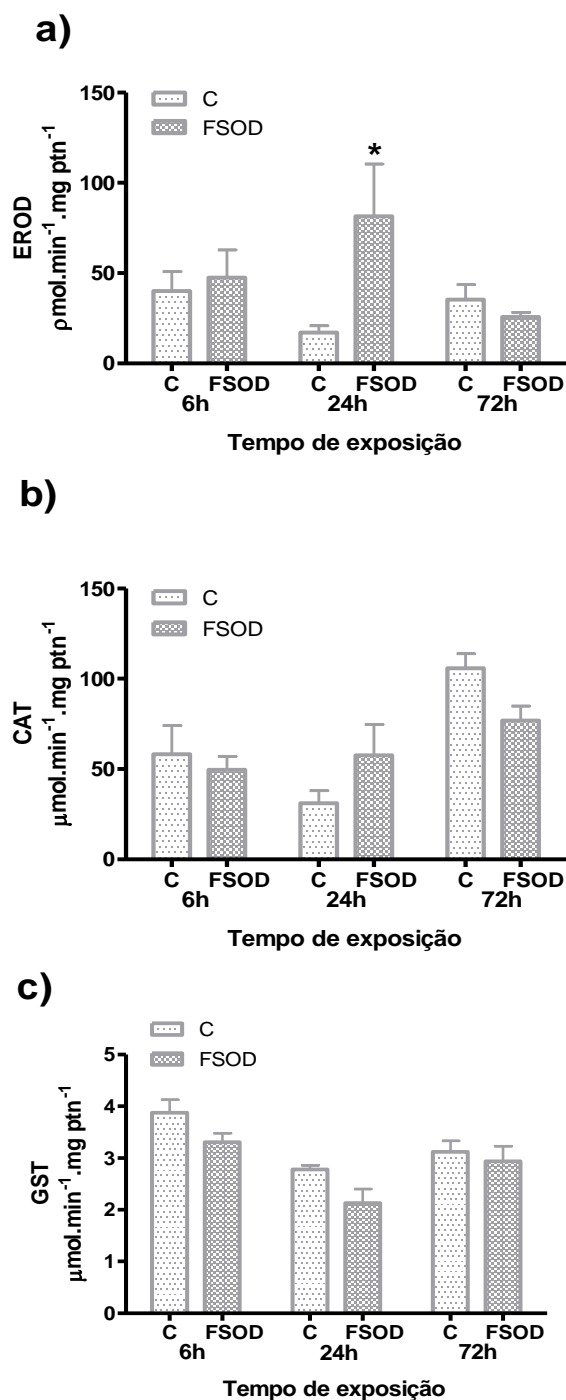 a)
150
100
50
0
EROD
ρmol.min⁻¹.mg ptn⁻¹
C
FSOD
*
C FSOD C FSOD C FSOD
6h 24h 72h
Tempo de exposição
b)
150
100
50
0
CAT
µmol.min⁻¹.mg ptn⁻¹
C
FSOD
C FSOD C FSOD C FSOD
6h 24h 72h
Tempo de exposição
c)
5
4
3
2
1
0
GST
µmol.min⁻¹.mg ptn⁻¹
C
FSOD
C FSOD C FSOD C FSOD
6h 24h 72h
Tempo de exposição